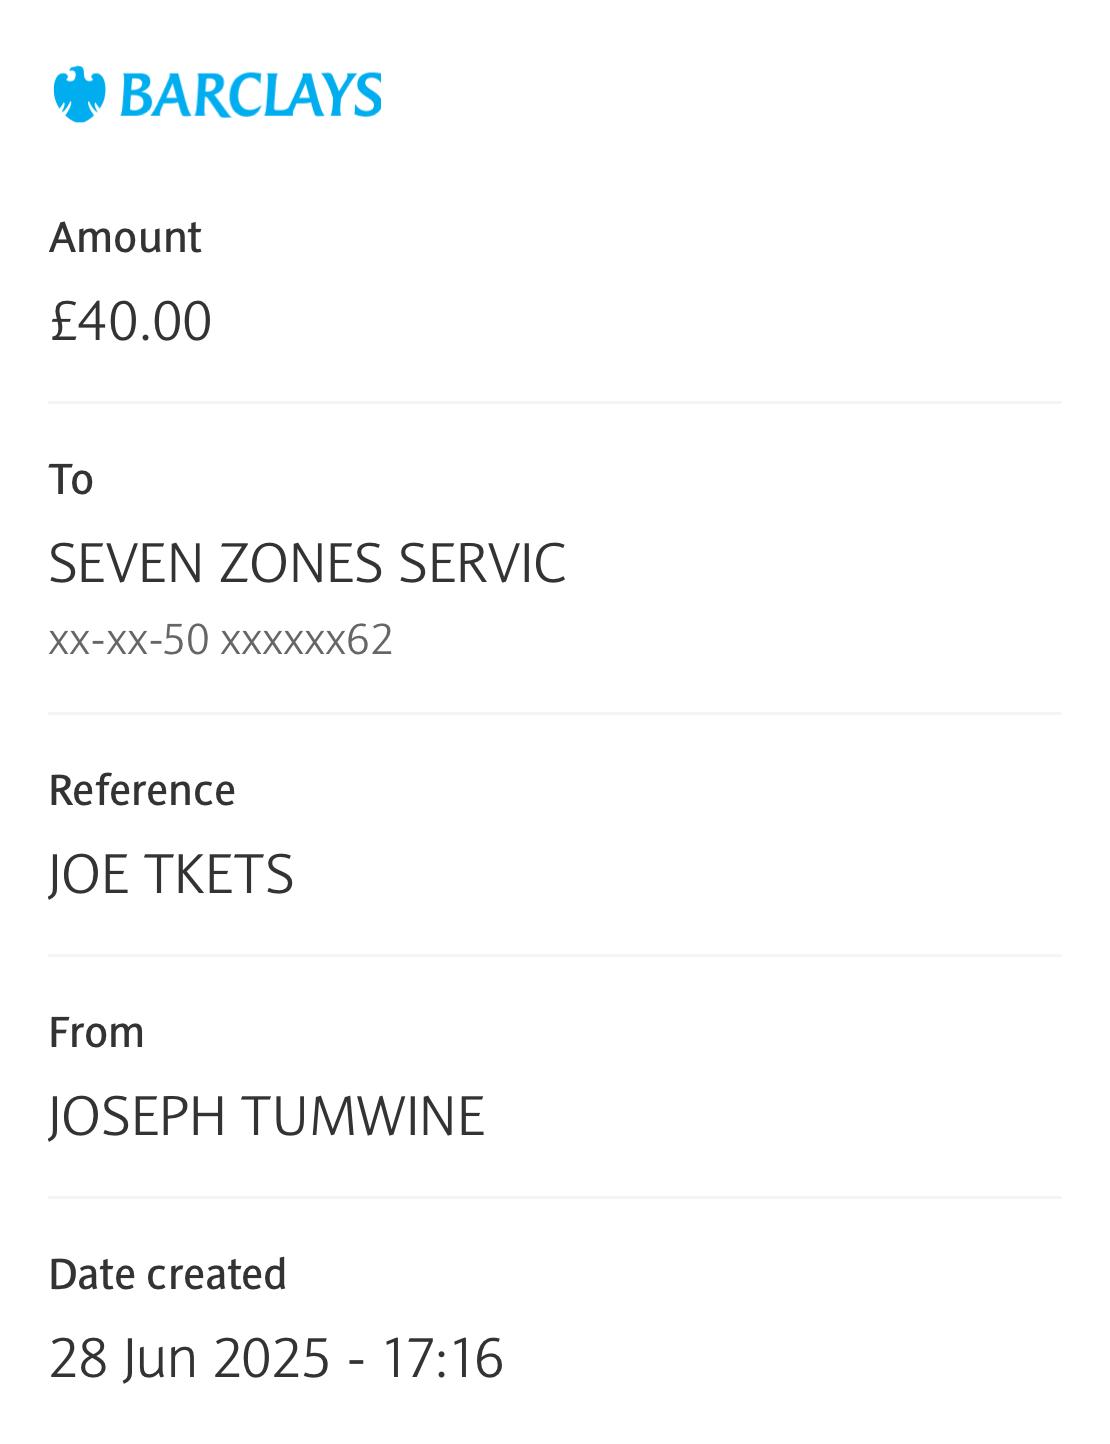 BARCLAYS
Amount
£40.00
To
SEVEN ZONES SERVIC
xx-xx-50 xxxxxx62
Reference
JOE TKETS
From
JOSEPH TUMWINE
Date created
28 Jun 2025 - 17:16